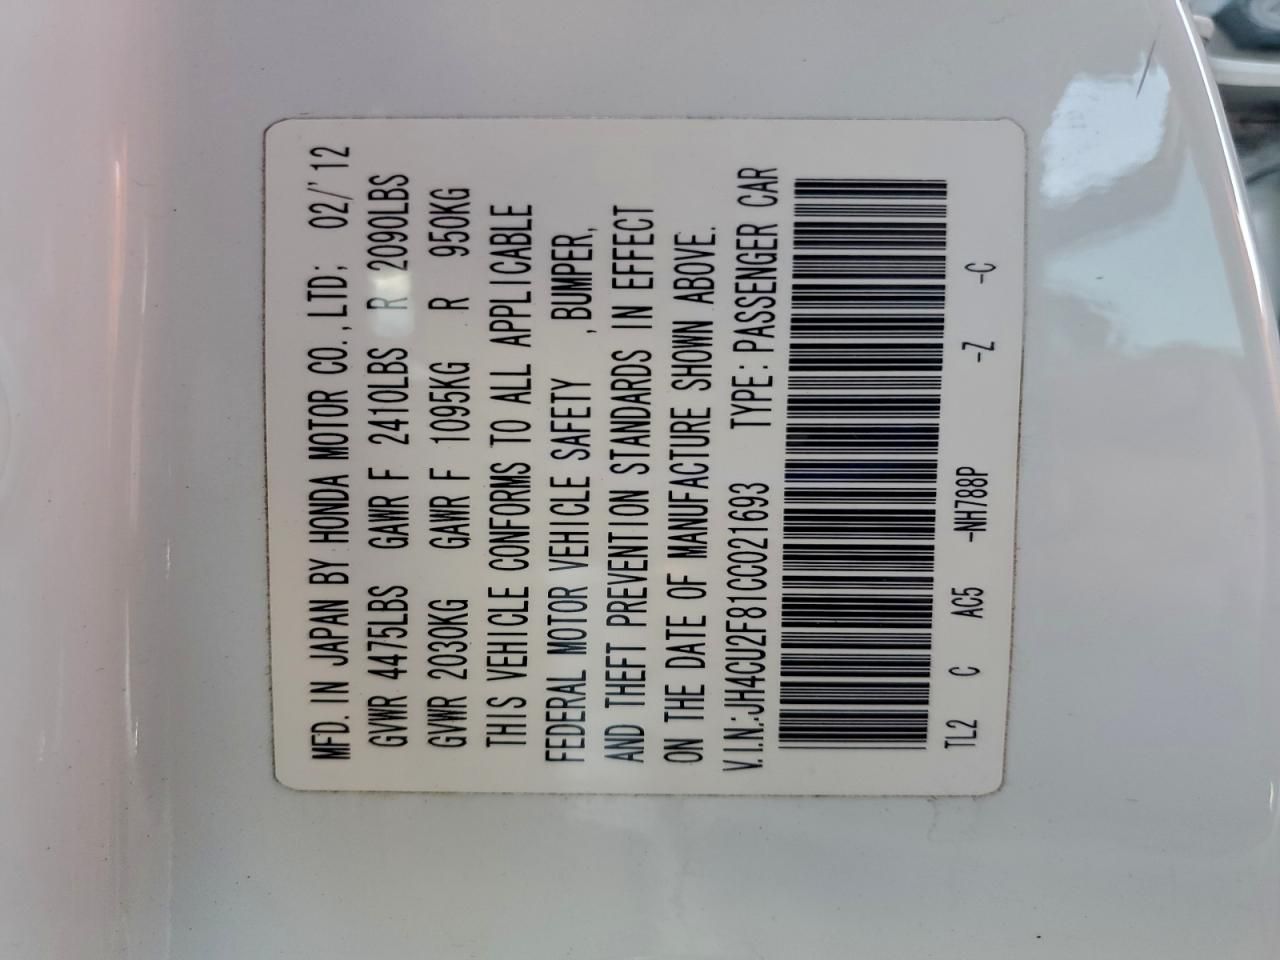 MFD. IN JAPAN BY HONDA MOTOR CO., LTD; 02/'12
GVWR 4475LBS GAWR F 2410LBS R 2090LBS
GVWR 2030KG GAWR F 1095KG R 950KG
THIS VEHICLE CONFORMS TO ALL APPLICABLE
FEDERAL MOTOR VEHICLE SAFETY , BUMPER,
AND THEFT PREVENTION STANDARDS IN EFFECT
ON THE DATE OF MANUFACTURE SHOWN ABOVE.
V.I.N.:JH4CU2F81CC021693 TYPE: PASSENGER CAR
TL2 C AC5 -NH788P -Z -C